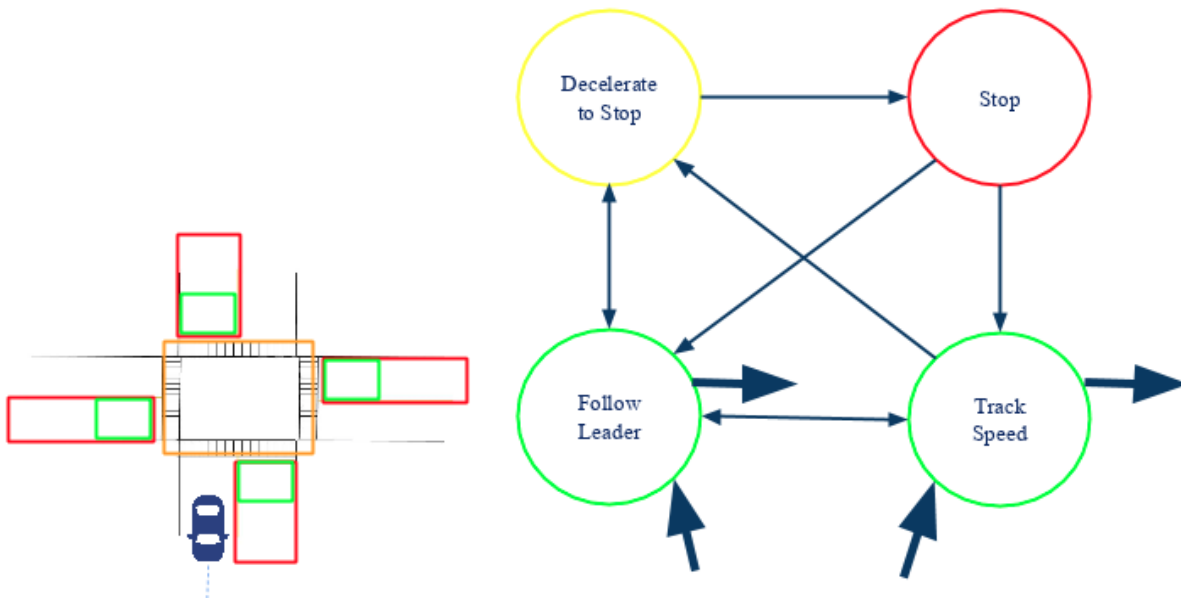 Decelerate
to Stop
Stop
Follow
Leader
Track
Speed